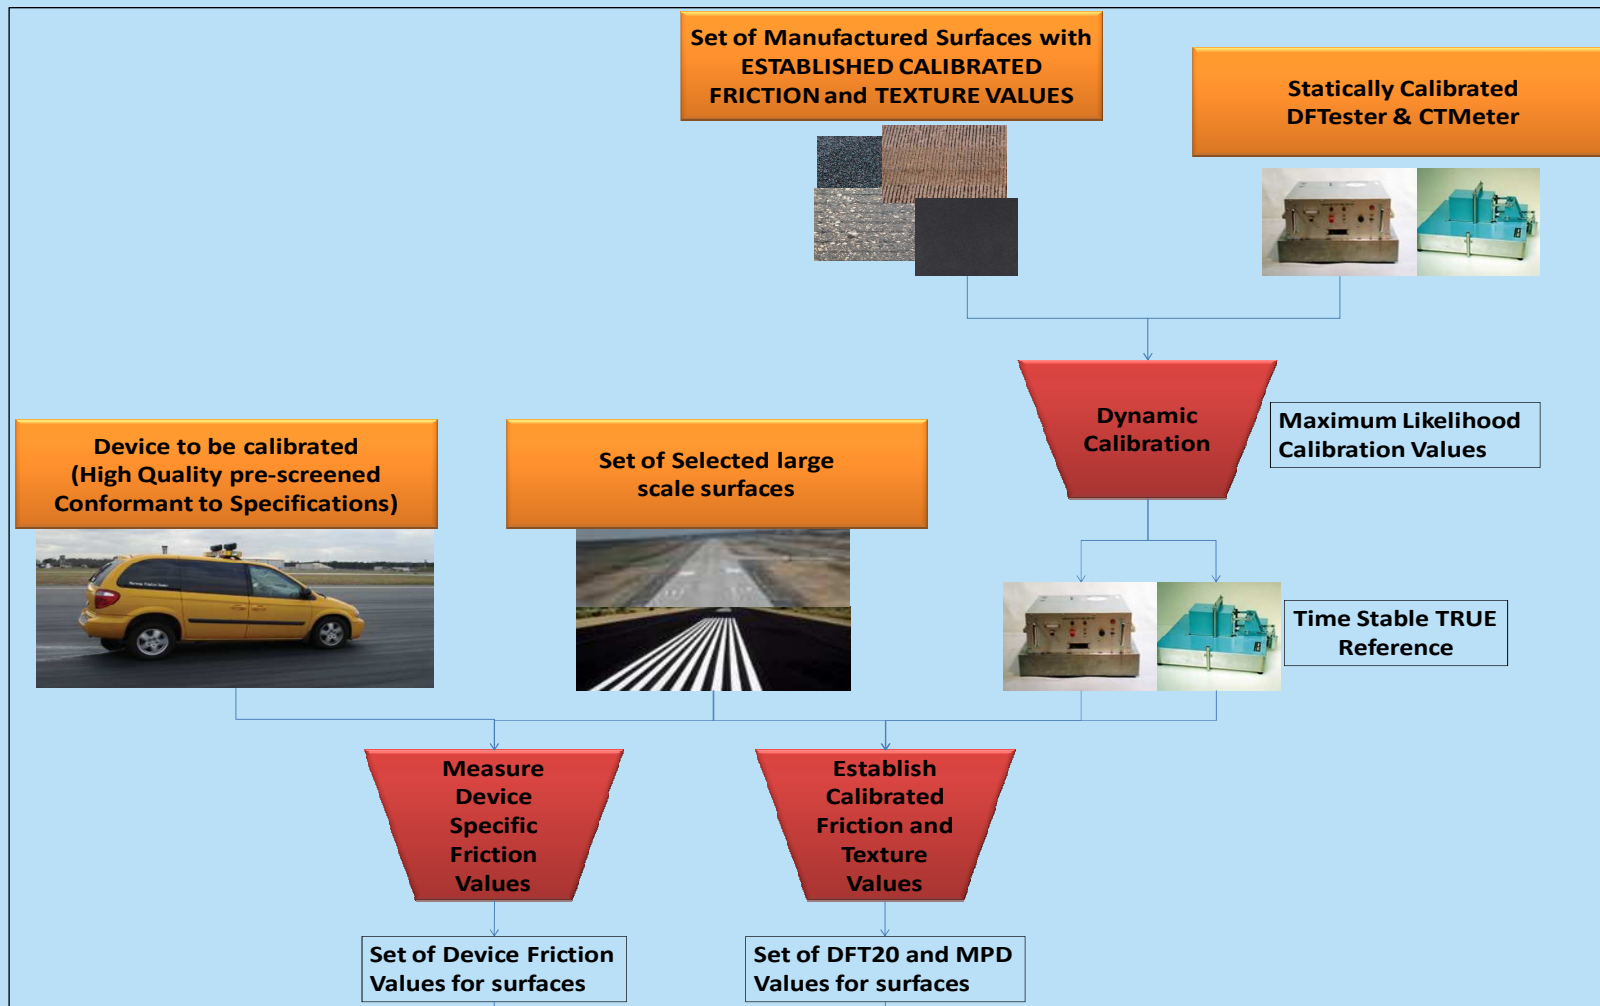 Set of Manufactured Surfaces with
ESTABLISHED CALIBRATED
FRICTION and TEXTURE VALUES
Statically Calibrated
DFTester & CTMeter
Dynamic
Calibration
Maximum Likelihood
Calibration Values
Device to be calibrated
(High Quality pre-screened
Conformant to Specifications)
Set of Selected large
scale surfaces
Time Stable TRUE
Reference
Measure
Device
Specific
Friction
Values
Establish
Calibrated
Friction and
Texture
Values
Set of Device Friction
Values for surfaces
Set of DFT20 and MPD
Values for surfaces